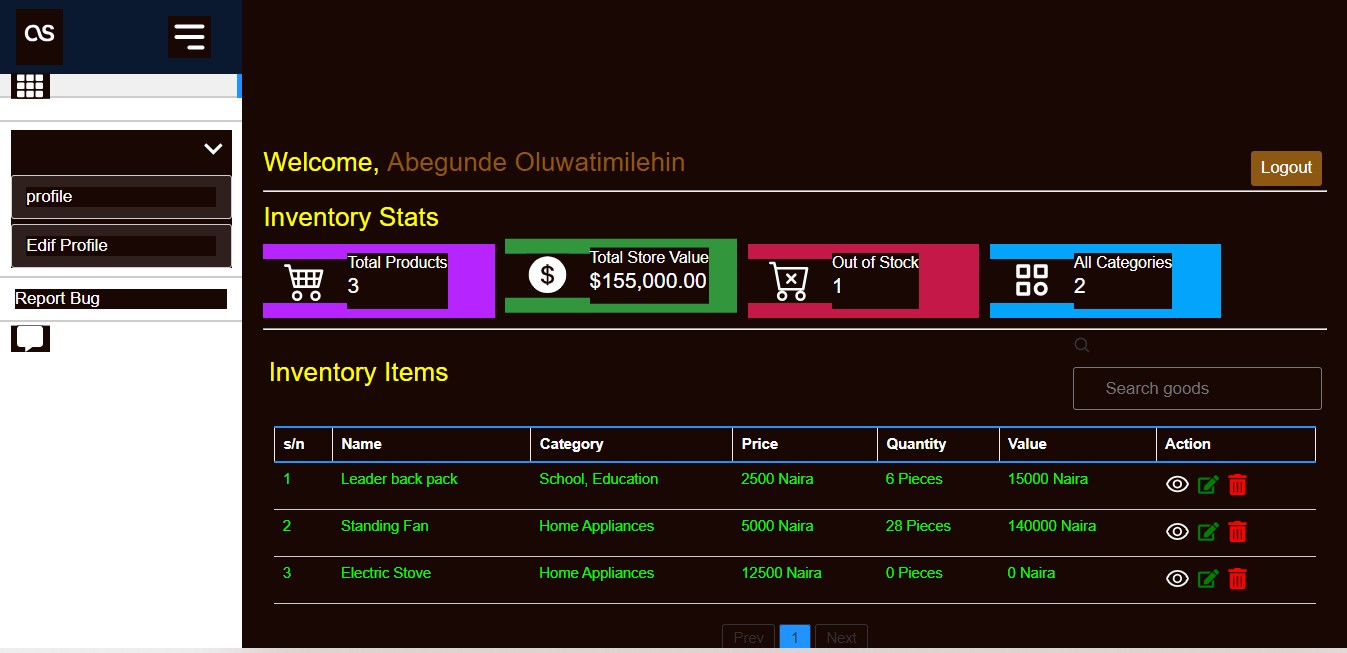 as
Welcome, Abegunde Oluwatimilehin
Logout
profile
Edif Profile
Report Bug
Inventory Stats
Total Products
3
$
Total Store Value
$155,000.00
Out of Stock
1
All Categories
2
Inventory Items
Search goods
s/n Name Category Price Quantity Value Action
1 Leader back pack School, Education 2500 Naira 6 Pieces 15000 Naira
2 Standing Fan Home Appliances 5000 Naira 28 Pieces 140000 Naira
3 Electric Stove Home Appliances 12500 Naira 0 Pieces 0 Naira
Prev 1 Next